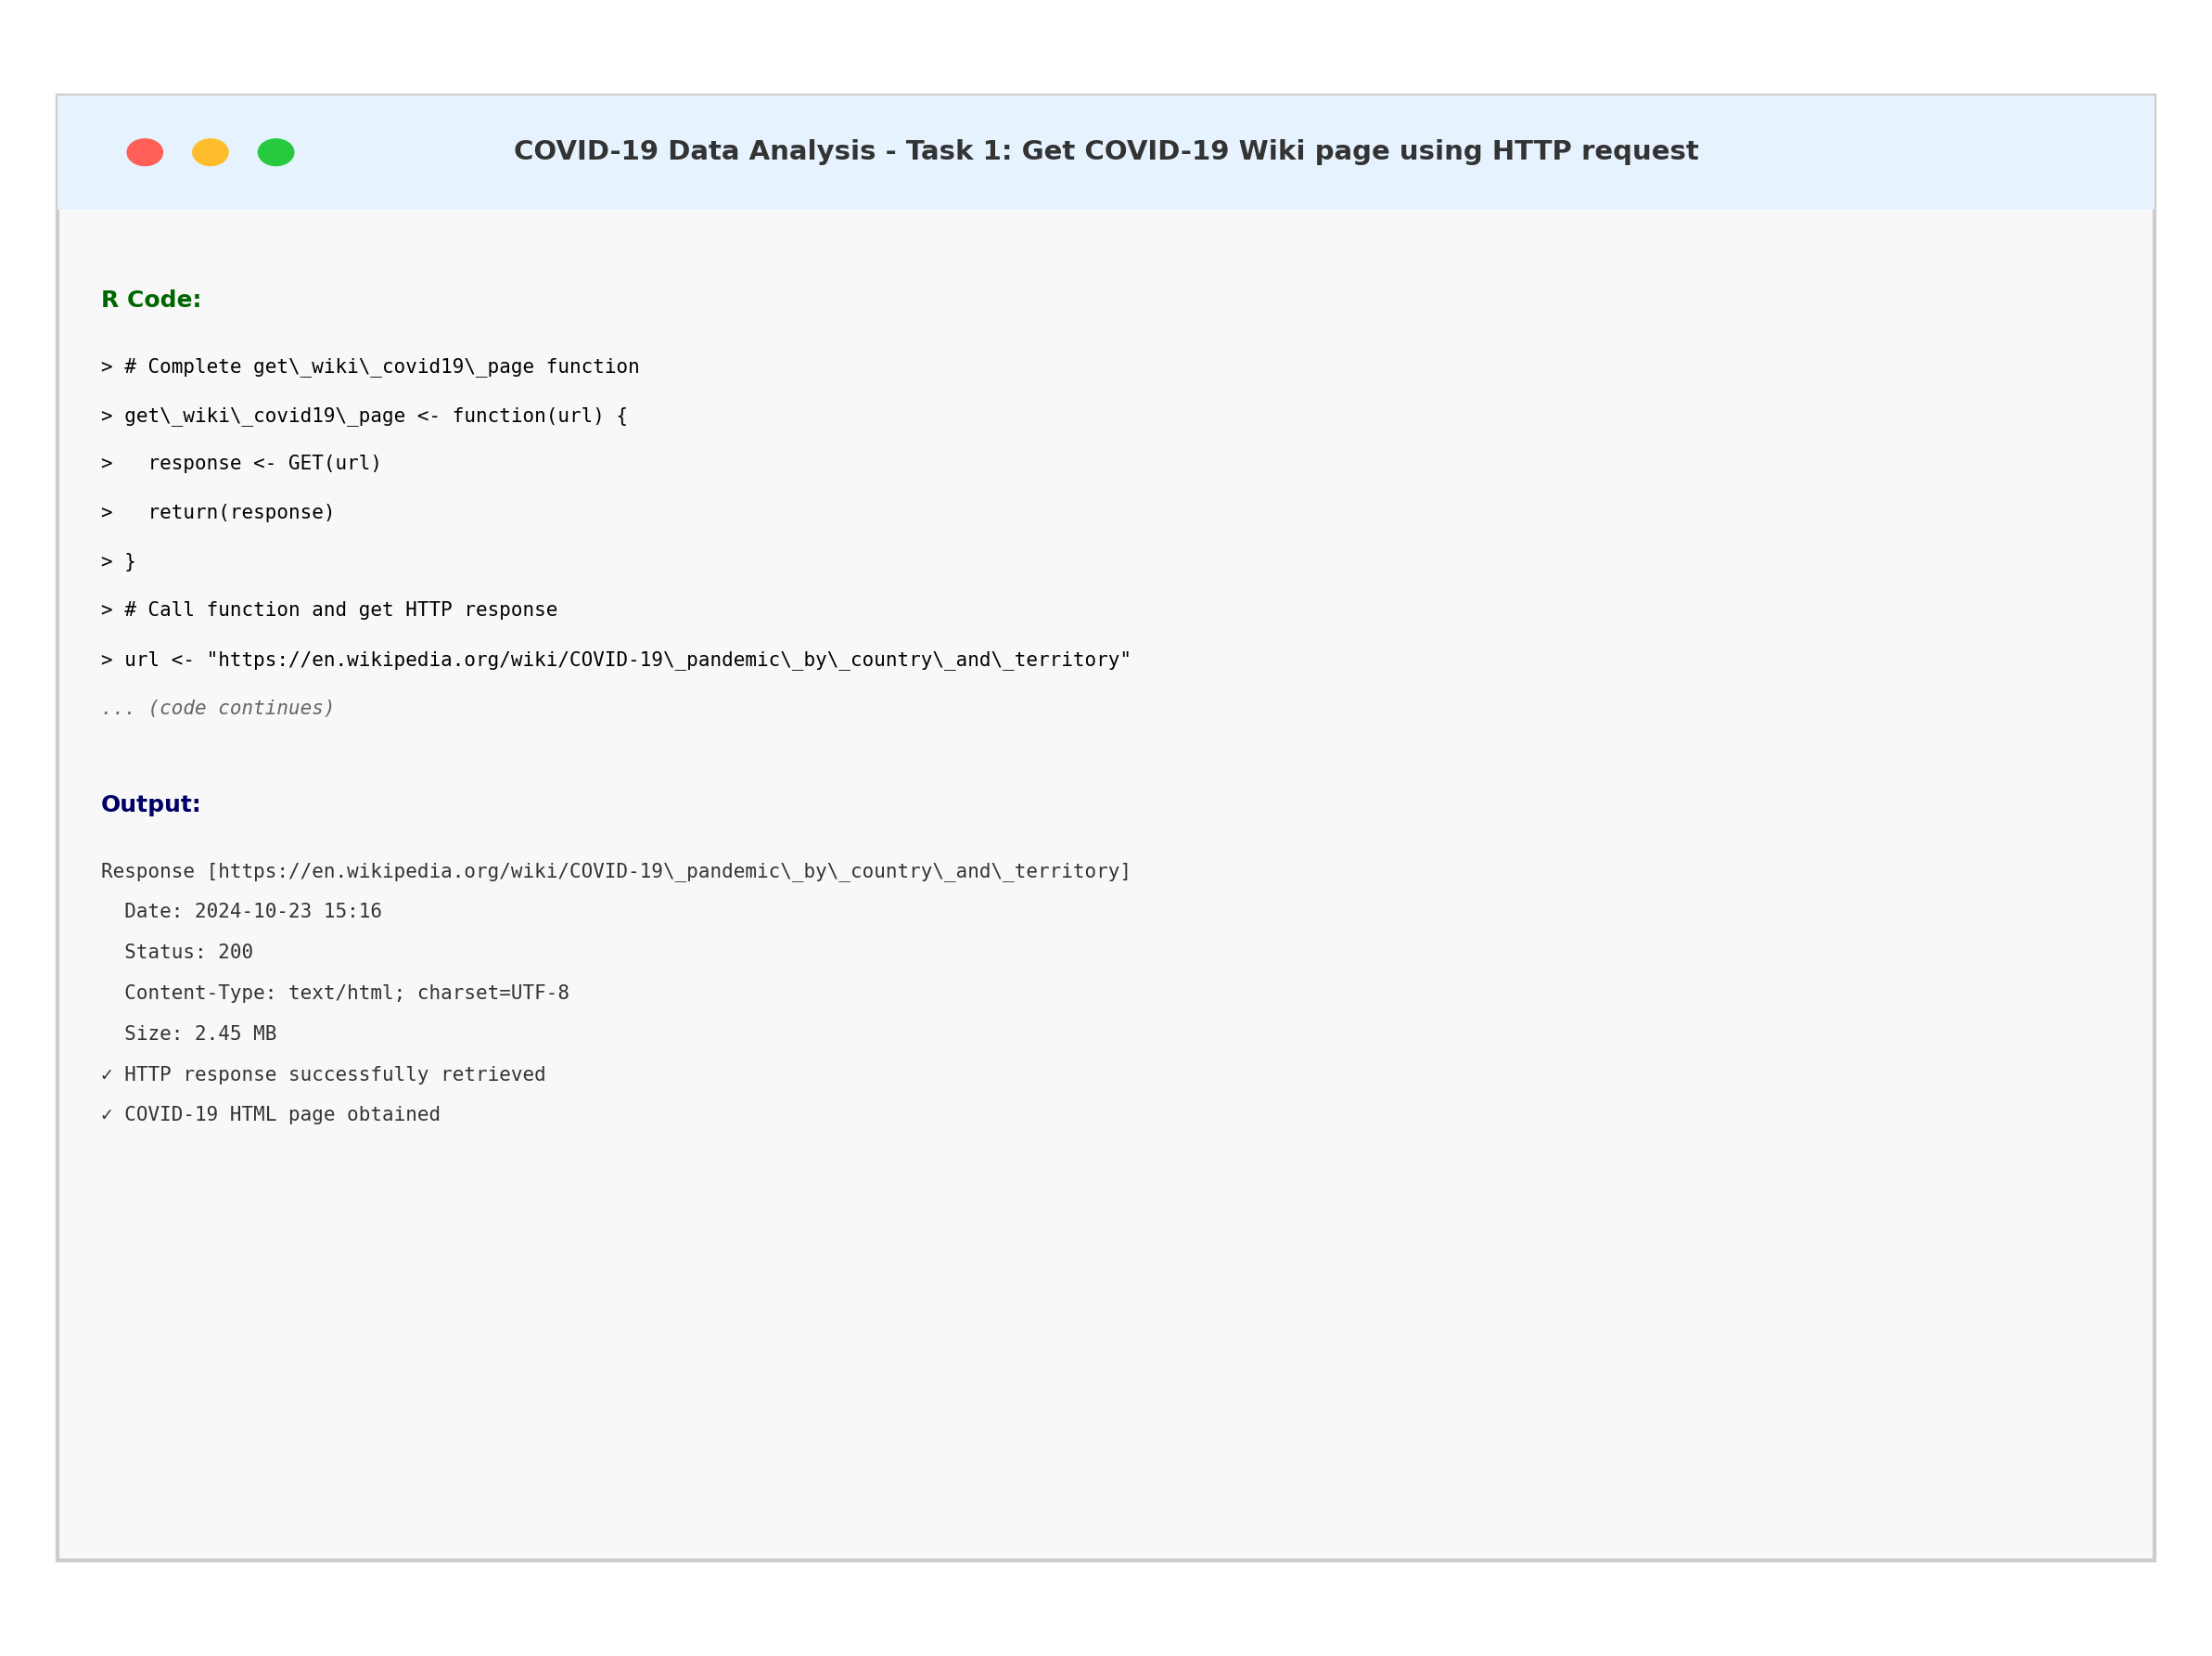 COVID-19 Data Analysis - Task 1: Get COVID-19 Wiki page using HTTP request
R Code:
> # Complete get\_wiki\_covid19\_page function
> get\_wiki\_covid19\_page <- function(url) {
>   response <- GET(url)
>   return(response)
> }
> # Call function and get HTTP response
> url <- "https://en.wikipedia.org/wiki/COVID-19\_pandemic\_by\_country\_and\_territory"
... (code continues)
Output:
Response [https://en.wikipedia.org/wiki/COVID-19\_pandemic\_by\_country\_and\_territory]
  Date: 2024-10-23 15:16
  Status: 200
  Content-Type: text/html; charset=UTF-8
  Size: 2.45 MB
✓ HTTP response successfully retrieved
✓ COVID-19 HTML page obtained